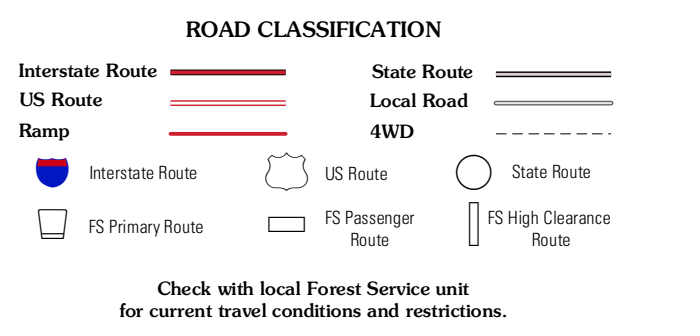 ROAD CLASSIFICATION
Interstate Route
State Route
US Route
Local Road
Ramp
4WD
Interstate Route
US Route
State Route
FS Primary Route
FS Passenger
Route
FS High Clearance
Route
Check with local Forest Service unit
for current travel conditions and restrictions.